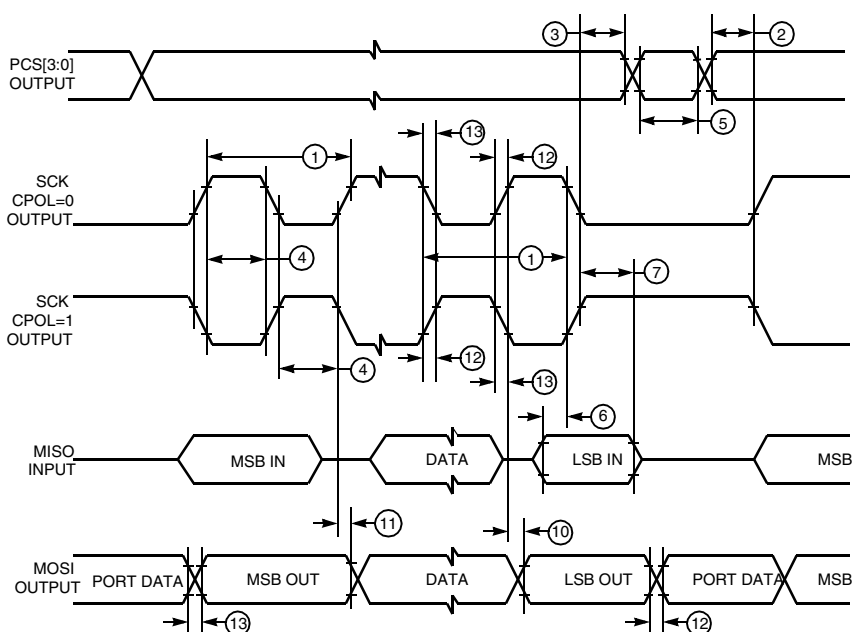 3
2
PCS[3:0]
OUTPUT
5
13
12
1
SCK
CPOL=0
OUTPUT
4
1
7
SCK
CPOL=1
OUTPUT
4
12
13
6
MISO
INPUT
MSB IN
DATA
LSB IN
MSB
11
10
MOSI
OUTPUT
PORT DATA
MSB OUT
DATA
LSB OUT
PORT DATA
MSB
13
12